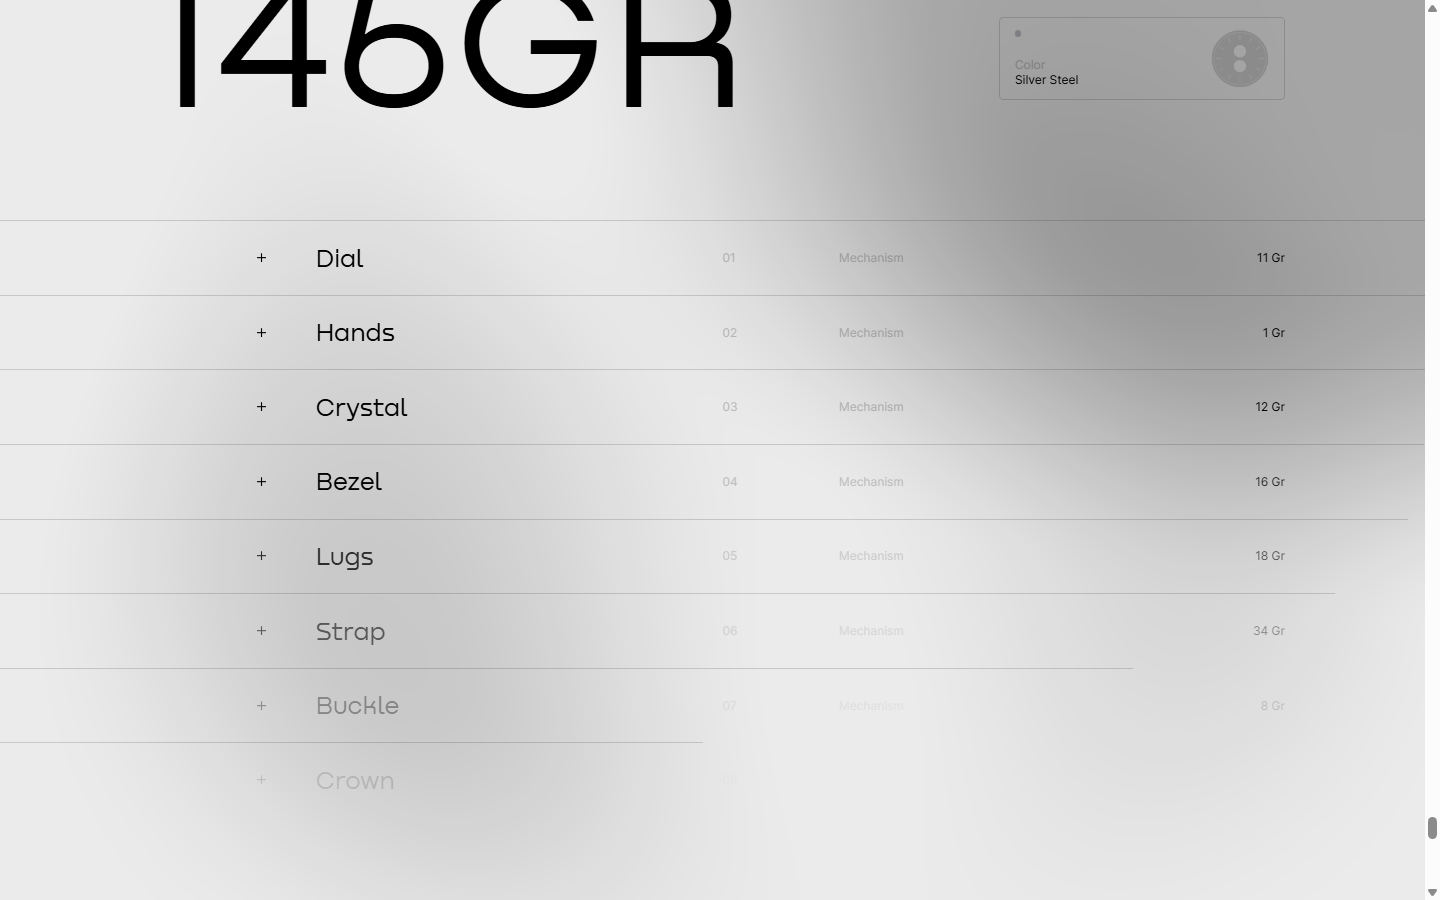 146GR
Color
Silver Steel
+ Dial 01 Mechanism 11 Gr
+ Hands 02 Mechanism 1 Gr
+ Crystal 03 Mechanism 12 Gr
+ Bezel 04 Mechanism 16 Gr
+ Lugs 05 Mechanism 18 Gr
+ Strap 06 Mechanism 34 Gr
+ Buckle 07 Mechanism 8 Gr
+ Crown 08